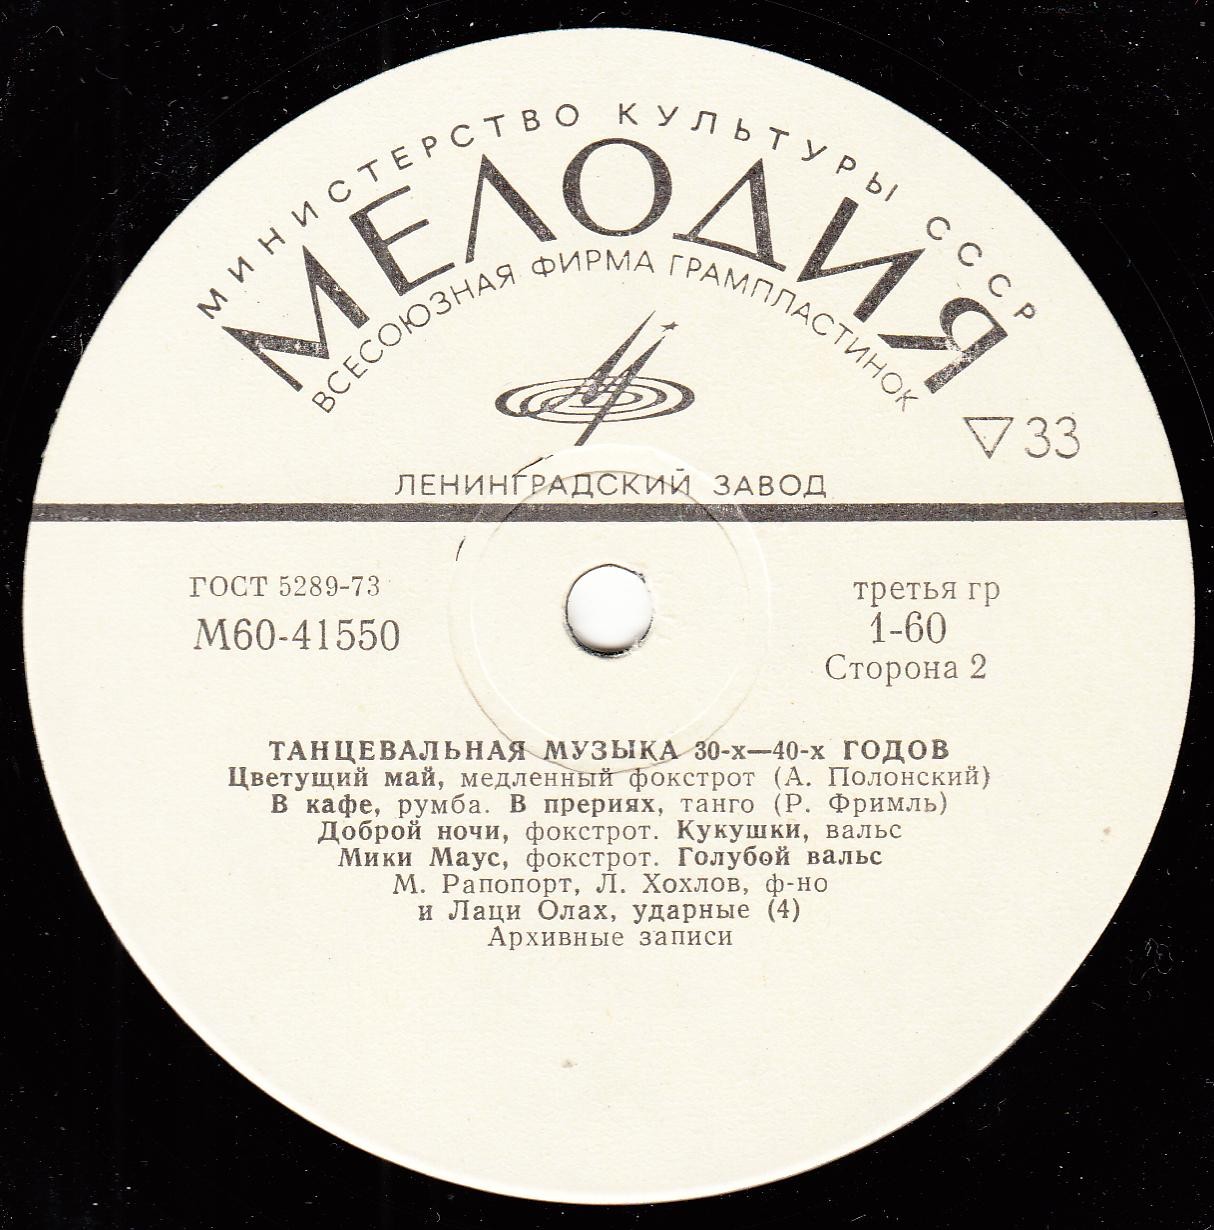 МИНИСТЕРСТВО КУЛЬТУРЫ СССР
МЕЛОДИЯ
ВСЕСОЮЗНАЯ ФИРМА ГРАМПЛАСТИНОК
33
ЛЕНИНГРАДСКИЙ ЗАВОД
ГОСТ 5289-73
М60-41550
третья гр
1-60
Сторона 2
ТАНЦЕВАЛЬНАЯ МУЗЫКА 30-х—40-х ГОДОВ
Цветущий май, медленный фокстрот (А. Полонский)
В кафе, румба. В прериях, танго (Р. Фримль)
Доброй ночи, фокстрот. Кукушки, вальс
Мики Маус, фокстрот. Голубой вальс
М. Рапопорт, Л. Хохлов, ф-но
и Лаци Олах, ударные (4)
Архивные записи